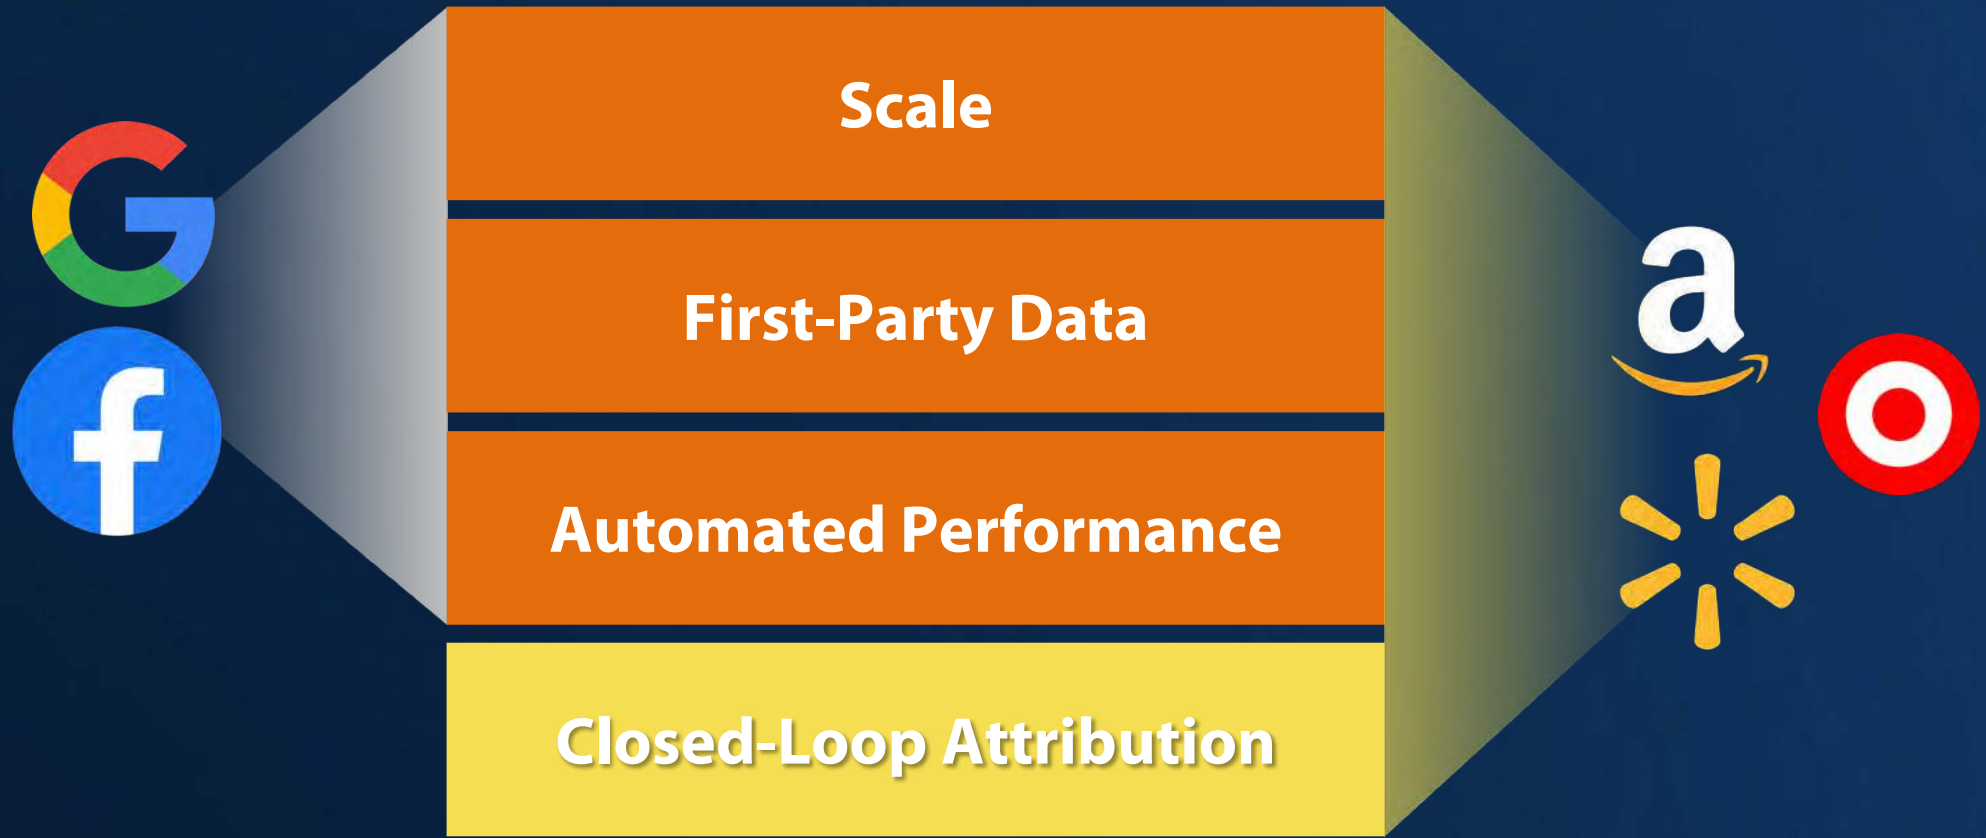 Scale
First-Party Data
Automated Performance
Closed-Loop Attribution